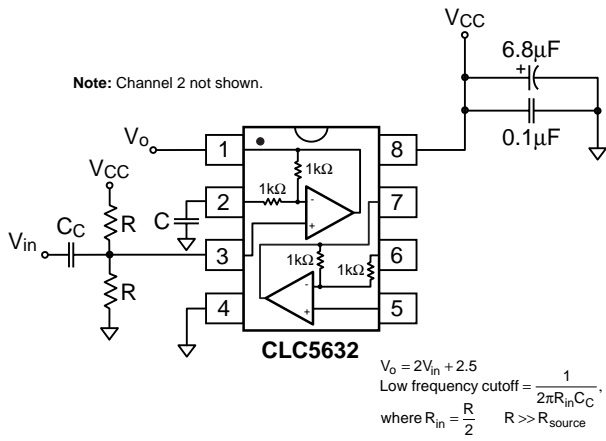 VCC
6.8µF
+
Note: Channel 2 not shown.
0.1µF
Vo
1
8
1kΩ
VCC
1kΩ
2
7
-
+
C
R
CC
Vin
3
6
1kΩ
1kΩ
-
+
R
4
5
CLC5632
Vo = 2Vin + 2.5
Low frequency cutoff = 1 / 2πRinCC ,
where Rin = R / 2 R >> Rsource